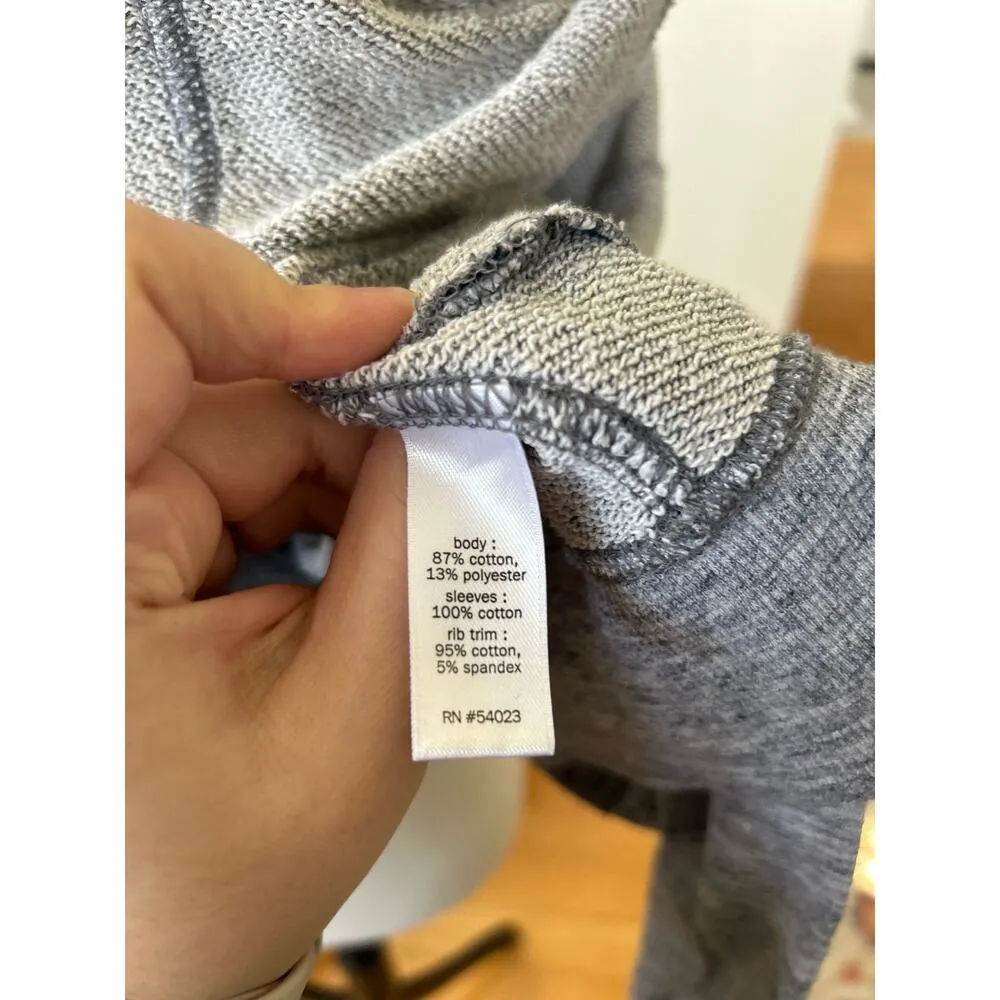 body :
87% cotton,
13% polyester
sleeves :
100% cotton
rib trim :
95% cotton,
5% spandex
RN #54023